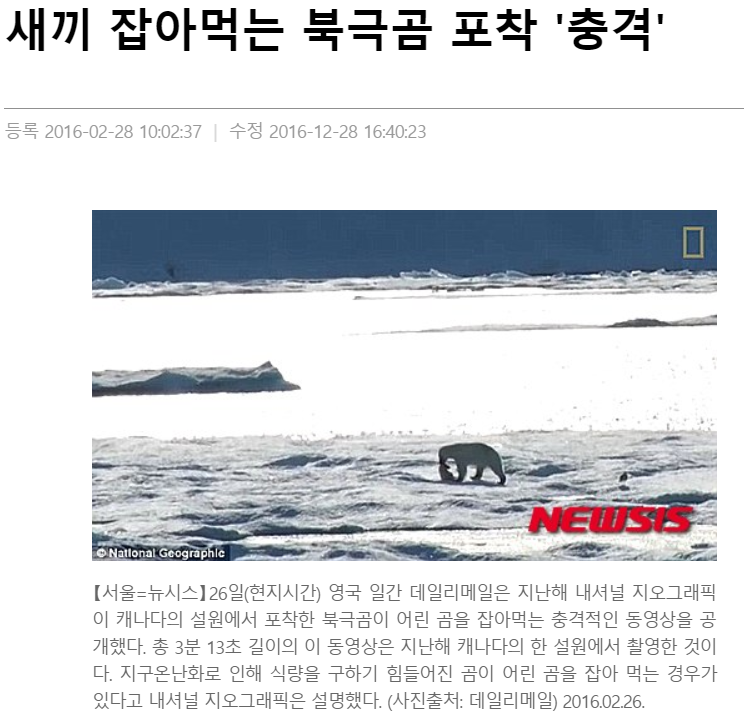 새끼 잡아먹는 북극곰 포착 '충격'
등록 2016-02-28 10:02:37 | 수정 2016-12-28 16:40:23
NEWSIS
© National Geographic
【서울=뉴시스】26일(현지시간) 영국 일간 데일리메일은 지난해 내셔널 지오그래픽
이 캐나다의 설원에서 포착한 북극곰이 어린 곰을 잡아먹는 충격적인 동영상을 공
개했다. 총 3분 13초 길이의 이 동영상은 지난해 캐나다의 한 설원에서 촬영한 것이
다. 지구온난화로 인해 식량을 구하기 힘들어진 곰이 어린 곰을 잡아 먹는 경우가
있다고 내셔널 지오그래픽은 설명했다. (사진출처: 데일리메일) 2016.02.26.